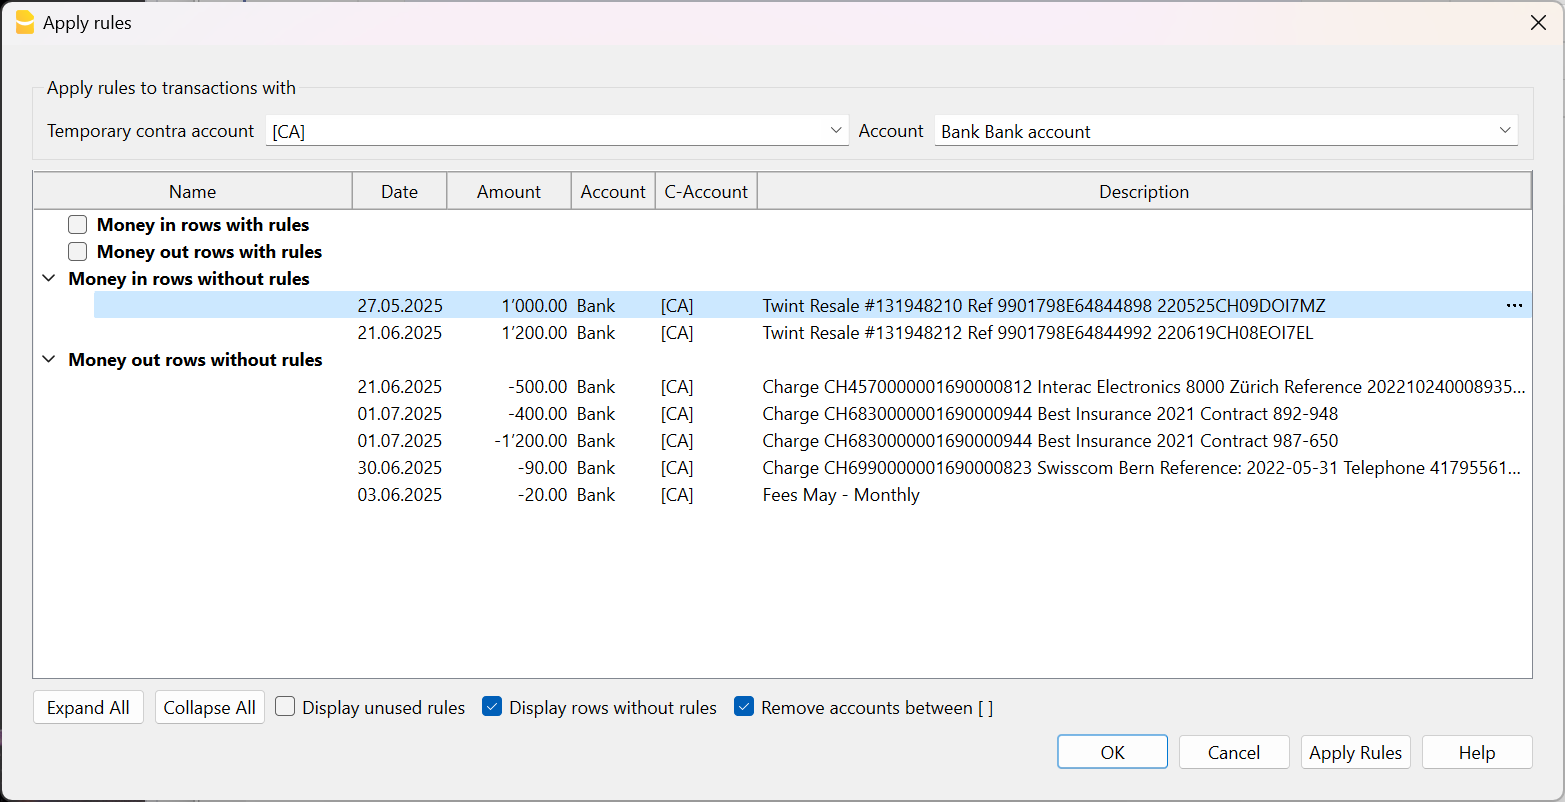 Apply rules
Apply rules to transactions with
Temporary contra account [CA] Account Bank Bank account
Name Date Amount Account C-Account Description
Money in rows with rules
Money out rows with rules
Money in rows without rules
27.05.2025 1’000.00 Bank [CA] Twint Resale #131948210 Ref 9901798E64844898 220525CH09DOI7MZ ...
21.06.2025 1’200.00 Bank [CA] Twint Resale #131948212 Ref 9901798E64844992 220619CH08EOI7EL
Money out rows without rules
21.06.2025 -500.00 Bank [CA] Charge CH4570000001690000812 Interac Electronics 8000 Zürich Reference 202210240008935...
01.07.2025 -400.00 Bank [CA] Charge CH6830000001690000944 Best Insurance 2021 Contract 892-948
01.07.2025 -1’200.00 Bank [CA] Charge CH6830000001690000944 Best Insurance 2021 Contract 987-650
30.06.2025 -90.00 Bank [CA] Charge CH6990000001690000823 Swisscom Bern Reference: 2022-05-31 Telephone 41795561...
03.06.2025 -20.00 Bank [CA] Fees May - Monthly
Expand All Collapse All Display unused rules Display rows without rules Remove accounts between [ ]
OK Cancel Apply Rules Help